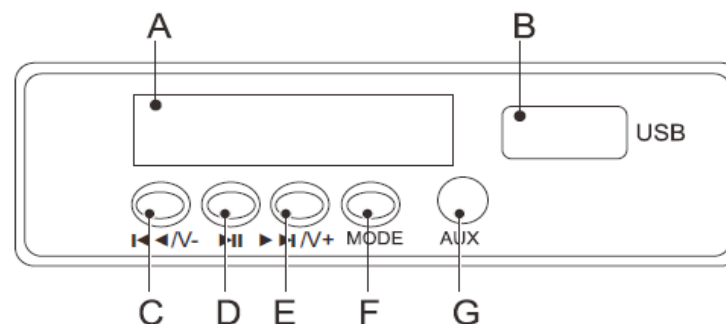 A B
USB
I◄◄/V- ►II ►►I/V+ MODE AUX
C D E F G